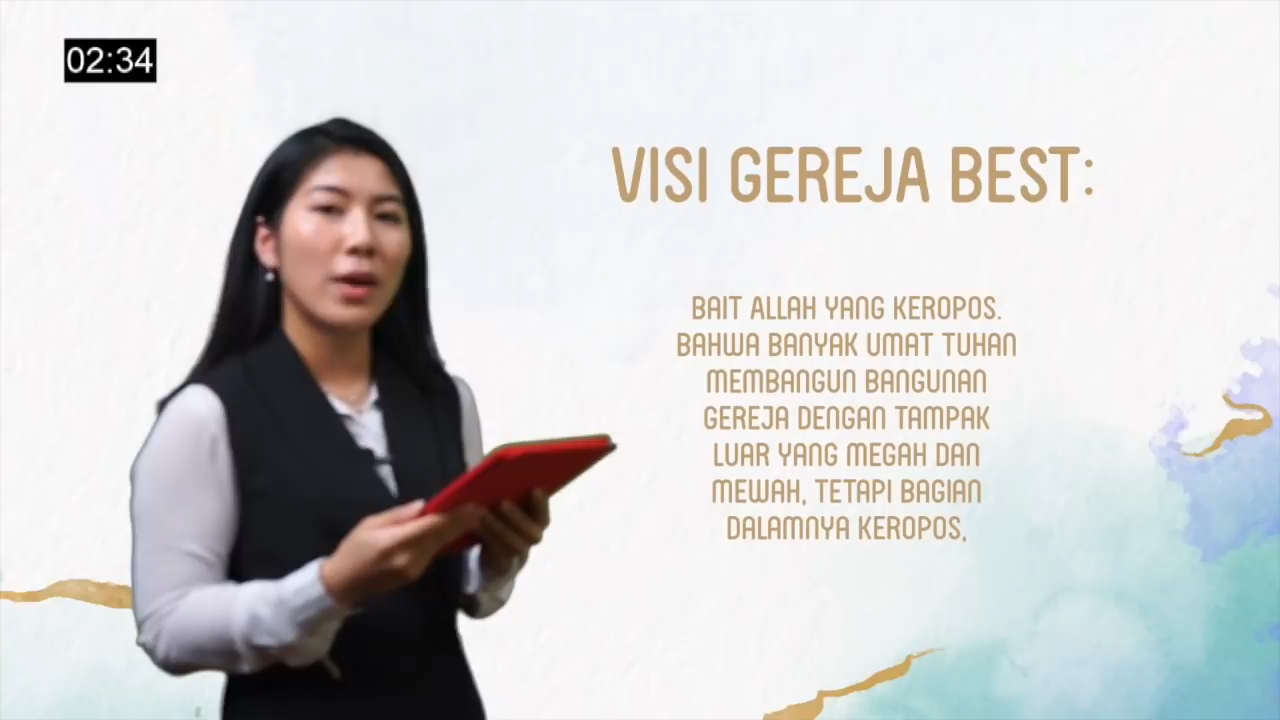 02:34
VISI GEREJA BEST:
BAIT ALLAH YANG KEROPOS.
BAHWA BANYAK UMAT TUHAN
MEMBANGUN BANGUNAN
GEREJA DENGAN TAMPAK
LUAR YANG MEGAH DAN
MEWAH, TETAPI BAGIAN
DALAMNYA KEROPOS,